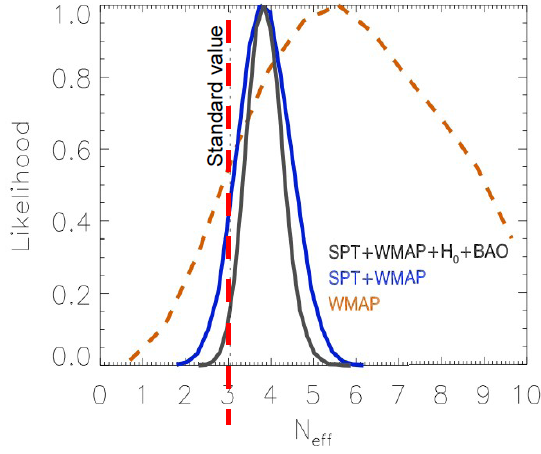 1.0
0.8
0.6
0.4
0.2
0.0
Likelihood
Standard value
SPT+WMAP+H₀+BAO
SPT+WMAP
WMAP
0 1 2 3 4 5 6 7 8 9 10
N_eff